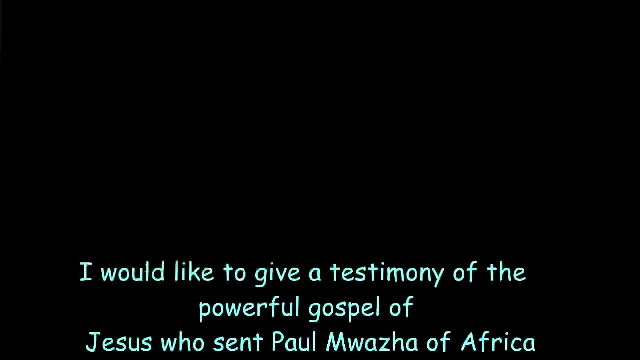 I would like to give a testimony of the
powerful gospel of
Jesus who sent Paul Mwazha of Africa